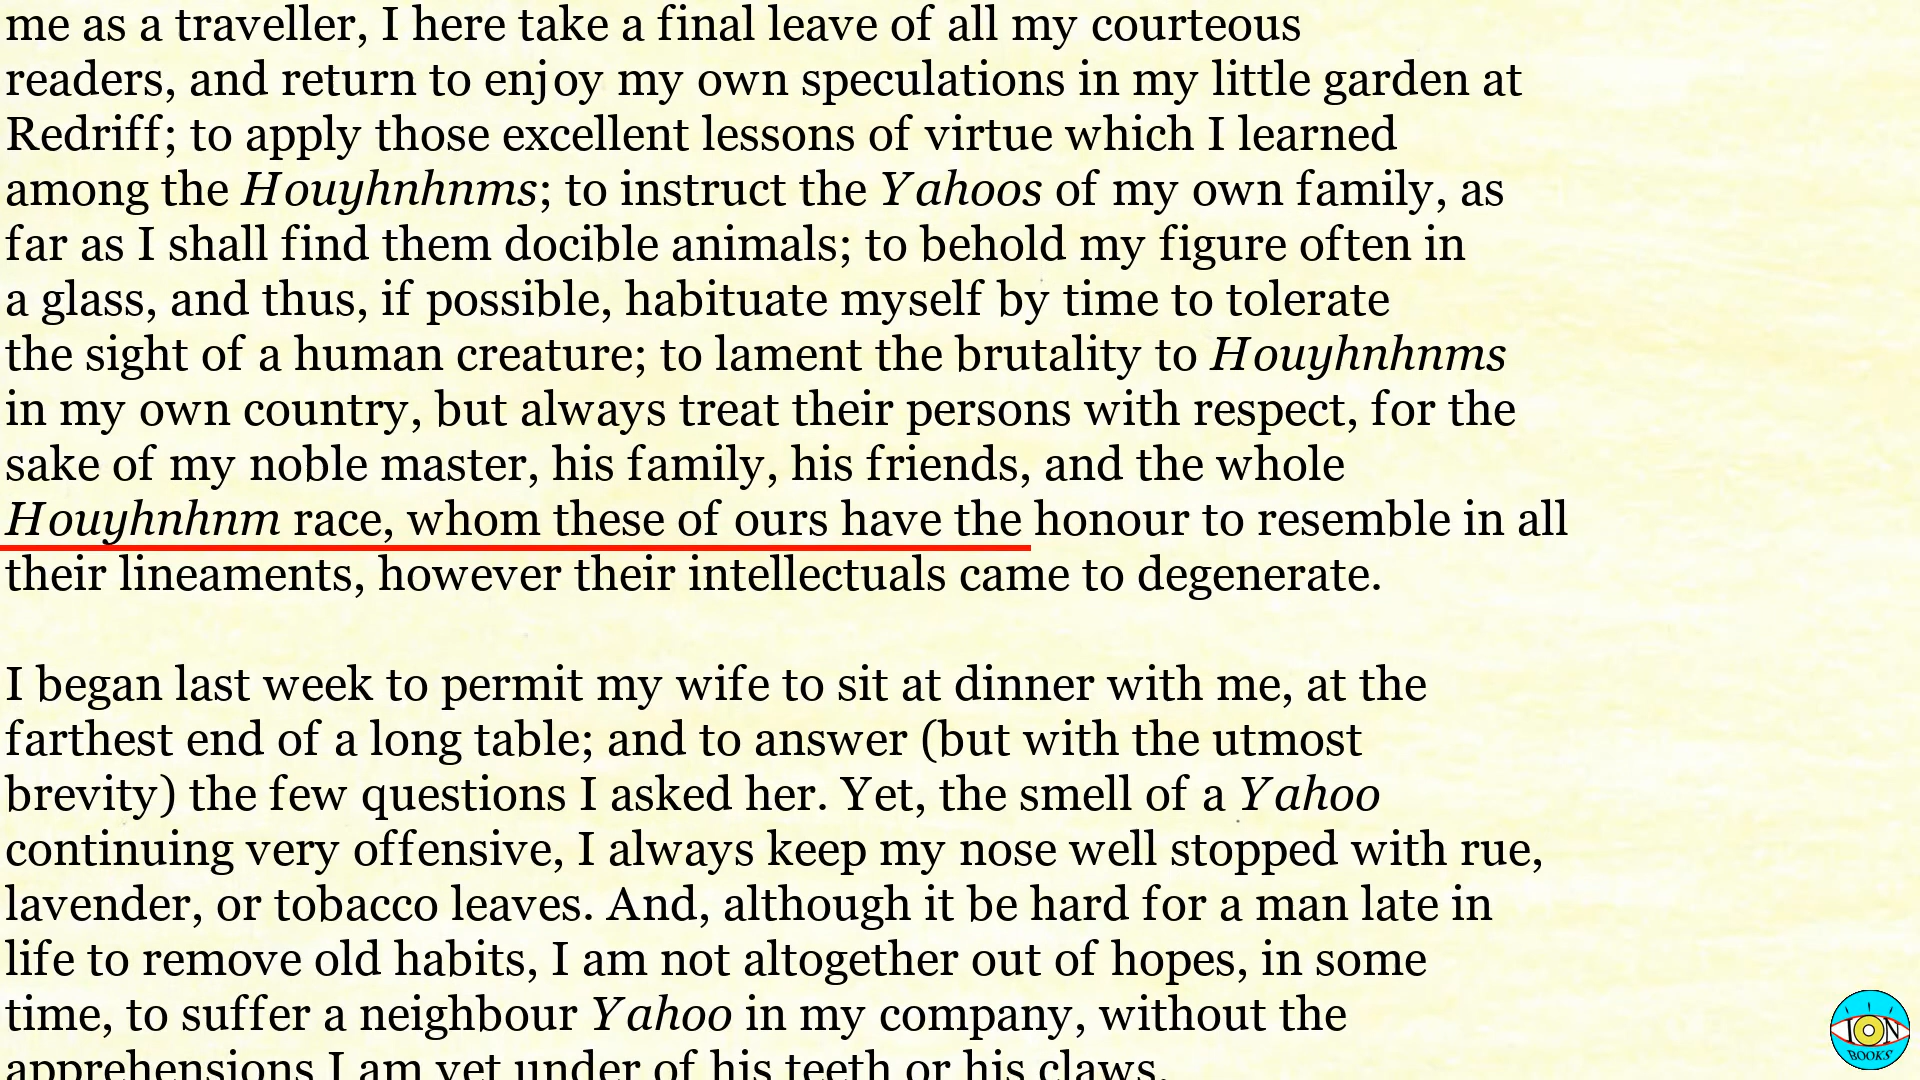 me as a traveller, I here take a final leave of all my courteous
readers, and return to enjoy my own speculations in my little garden at
Redriff; to apply those excellent lessons of virtue which I learned
among the Houyhnhnms; to instruct the Yahoos of my own family, as
far as I shall find them docible animals; to behold my figure often in
a glass, and thus, if possible, habituate myself by time to tolerate
the sight of a human creature; to lament the brutality to Houyhnhnms
in my own country, but always treat their persons with respect, for the
sake of my noble master, his family, his friends, and the whole
Houyhnhnm race, whom these of ours have the honour to resemble in all
their lineaments, however their intellectuals came to degenerate.
I began last week to permit my wife to sit at dinner with me, at the
farthest end of a long table; and to answer (but with the utmost
brevity) the few questions I asked her. Yet, the smell of a Yahoo
continuing very offensive, I always keep my nose well stopped with rue,
lavender, or tobacco leaves. And, although it be hard for a man late in
life to remove old habits, I am not altogether out of hopes, in some
time, to suffer a neighbour Yahoo in my company, without the
apprehensions I am yet under of his teeth or his claws.
ION
BOOKS